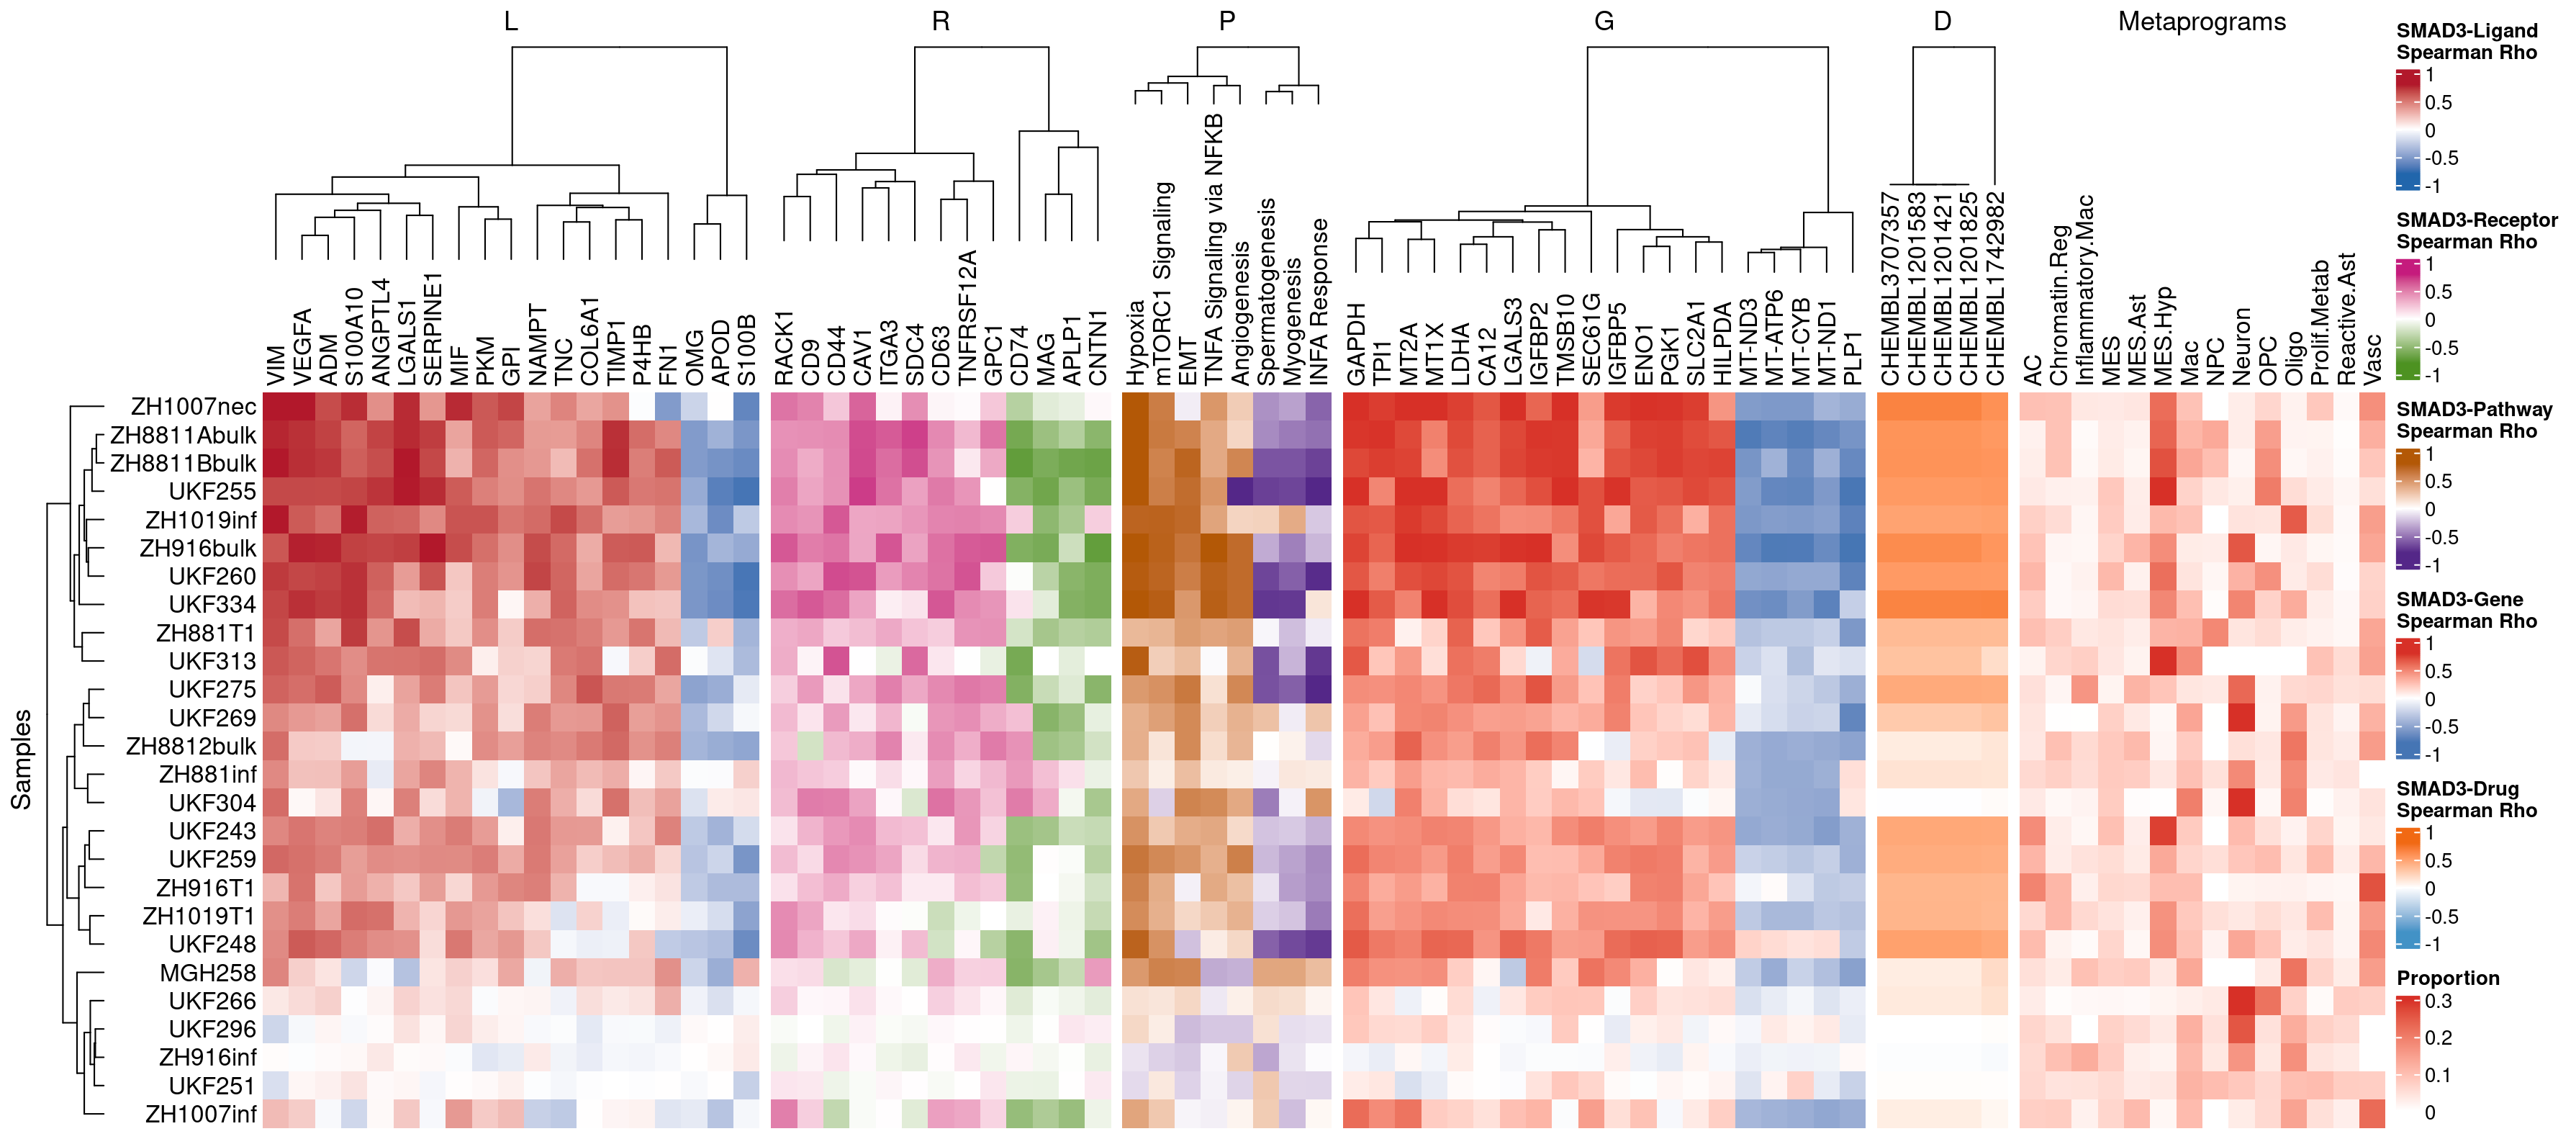 L
R
P
G
D
Metaprograms
VIM
VEGFA
ADM
S100A10
ANGPTL4
LGALS1
SERPINE1
MIF
PKM
GPI
NAMPT
TNC
COL6A1
TIMP1
P4HB
FN1
OMG
APOD
S100B
RACK1
CD9
CD44
CAV1
ITGA3
SDC4
CD63
TNFRSF12A
GPC1
CD74
MAG
APLP1
CNTN1
Hypoxia
mTORC1 Signaling
EMT
TNFA Signaling via NFKB
Angiogenesis
Spermatogenesis
Myogenesis
INFA Response
GAPDH
TPI1
MT2A
MT1X
LDHA
CA12
LGALS3
IGFBP2
TMSB10
SEC61G
IGFBP5
ENO1
PGK1
SLC2A1
HILPDA
MT-ND3
MT-ATP6
MT-CYB
MT-ND1
PLP1
CHEMBL3707357
CHEMBL1201583
CHEMBL1201421
CHEMBL1201825
CHEMBL1742982
AC
Chromatin.Reg
Inflammatory.Mac
MES
MES.Ast
MES.Hyp
Mac
NPC
Neuron
OPC
Oligo
Prolif.Metab
Reactive.Ast
Vasc
Samples
ZH1007nec
ZH8811Abulk
ZH8811Bbulk
UKF255
ZH1019inf
ZH916bulk
UKF260
UKF334
ZH881T1
UKF313
UKF275
UKF269
ZH8812bulk
ZH881inf
UKF304
UKF243
UKF259
ZH916T1
ZH1019T1
UKF248
MGH258
UKF266
UKF296
ZH916inf
UKF251
ZH1007inf
SMAD3-Ligand
Spearman Rho
1
0.5
0
-0.5
-1
SMAD3-Receptor
Spearman Rho
1
0.5
0
-0.5
-1
SMAD3-Pathway
Spearman Rho
1
0.5
0
-0.5
-1
SMAD3-Gene
Spearman Rho
1
0.5
0
-0.5
-1
SMAD3-Drug
Spearman Rho
1
0.5
0
-0.5
-1
Proportion
0.3
0.2
0.1
0